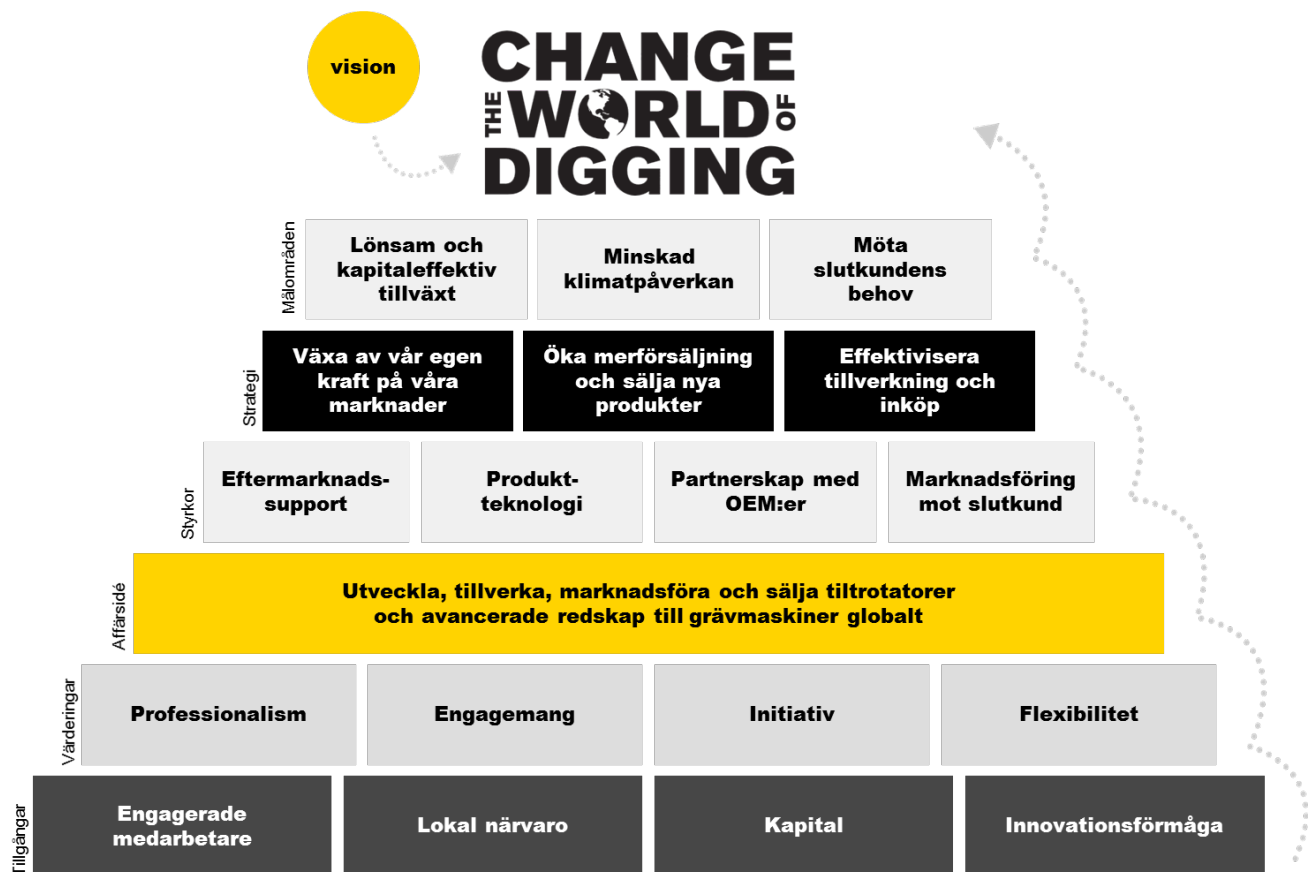 vision
CHANGE
THE WORLD OF
DIGGING
Målområden
Lönsam och
kapitaleffektiv
tillväxt
Minskad
klimatpåverkan
Möta
slutkundens
behov
Strategi
Växa av vår egen
kraft på våra
marknader
Öka merförsäljning
och sälja nya
produkter
Effektivisera
tillverkning och
inköp
Styrkor
Eftermarknads-
support
Produkt-
teknologi
Partnerskap med
OEM:er
Marknadsföring
mot slutkund
Affärsidé
Utveckla, tillverka, marknadsföra och sälja tiltrotatorer
och avancerade redskap till grävmaskiner globalt
Värderingar
Professionalism
Engagemang
Initiativ
Flexibilitet
Tillgångar
Engagerade
medarbetare
Lokal närvaro
Kapital
Innovationsförmåga